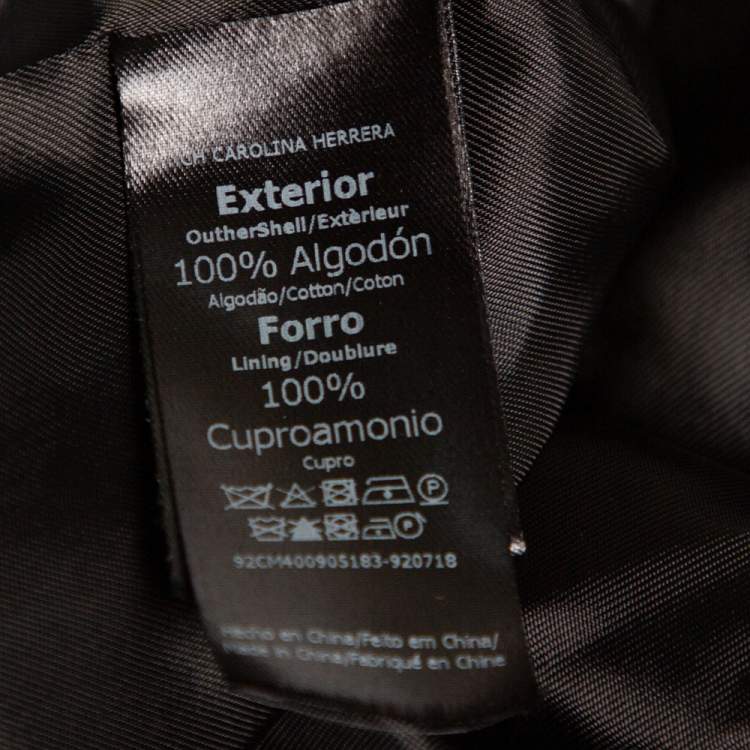 CH CAROLINA HERRERA
Exterior
OutherShell/Extèrieur
100% Algodón
Algodão/Cotton/Coton
Forro
Lining/Doublure
100%
Cuproamonio
Cupro
P
92CM400905183-920718
Hecho en China/Feito em China/
Made in China/Fabriqué en Chine